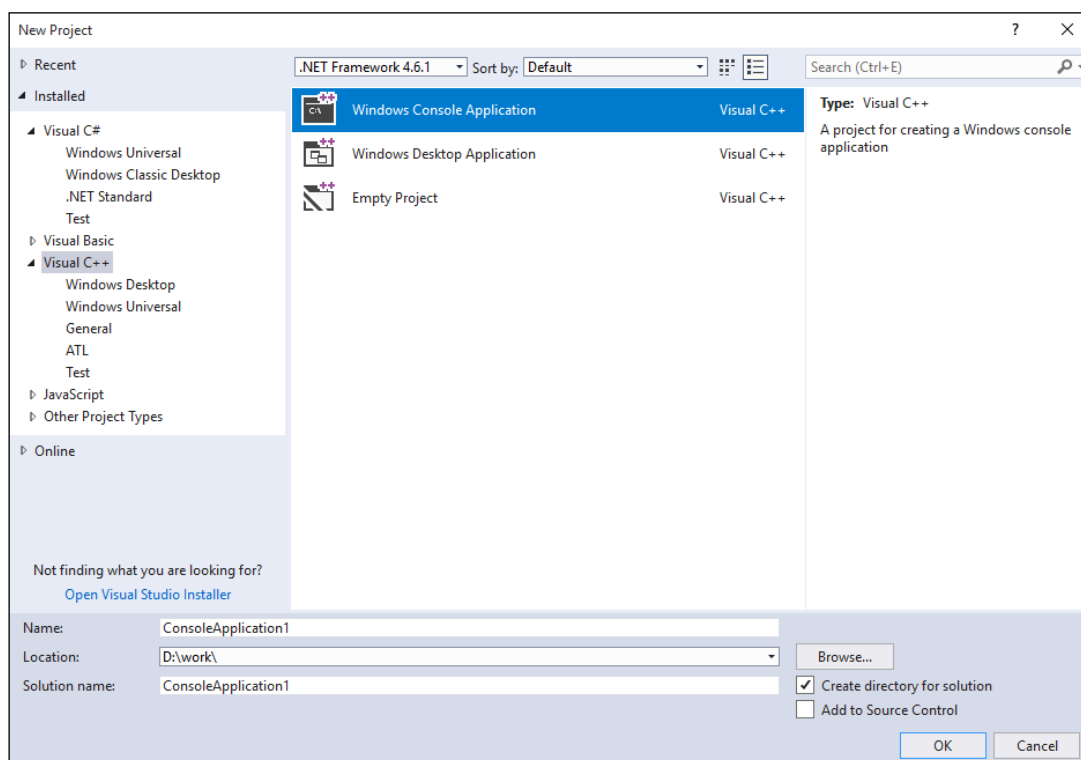 New Project
?
Recent
.NET Framework 4.6.1
Sort by: Default
Search (Ctrl+E)
Installed
Visual C#
Windows Universal
Windows Classic Desktop
.NET Standard
Test
Visual Basic
Visual C++
Windows Desktop
Windows Universal
General
ATL
Test
JavaScript
Other Project Types
Online
Not finding what you are looking for?
Open Visual Studio Installer
C:\ ++
Windows Console Application Visual C++
++
Windows Desktop Application Visual C++
++
Empty Project Visual C++
Type: Visual C++
A project for creating a Windows console
application
Name: ConsoleApplication1
Location: D:\work\
Browse...
Solution name: ConsoleApplication1
Create directory for solution
Add to Source Control
OK
Cancel